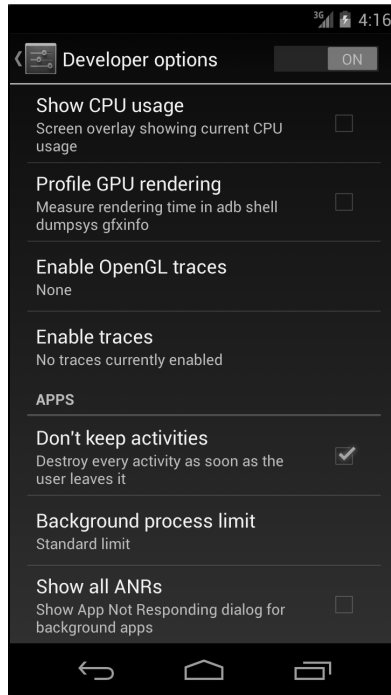 3G 4:16
Developer options ON
Show CPU usage
Screen overlay showing current CPU
usage
Profile GPU rendering
Measure rendering time in adb shell
dumpsys gfxinfo
Enable OpenGL traces
None
Enable traces
No traces currently enabled
APPS
Don't keep activities
Destroy every activity as soon as the
user leaves it
Background process limit
Standard limit
Show all ANRs
Show App Not Responding dialog for
background apps